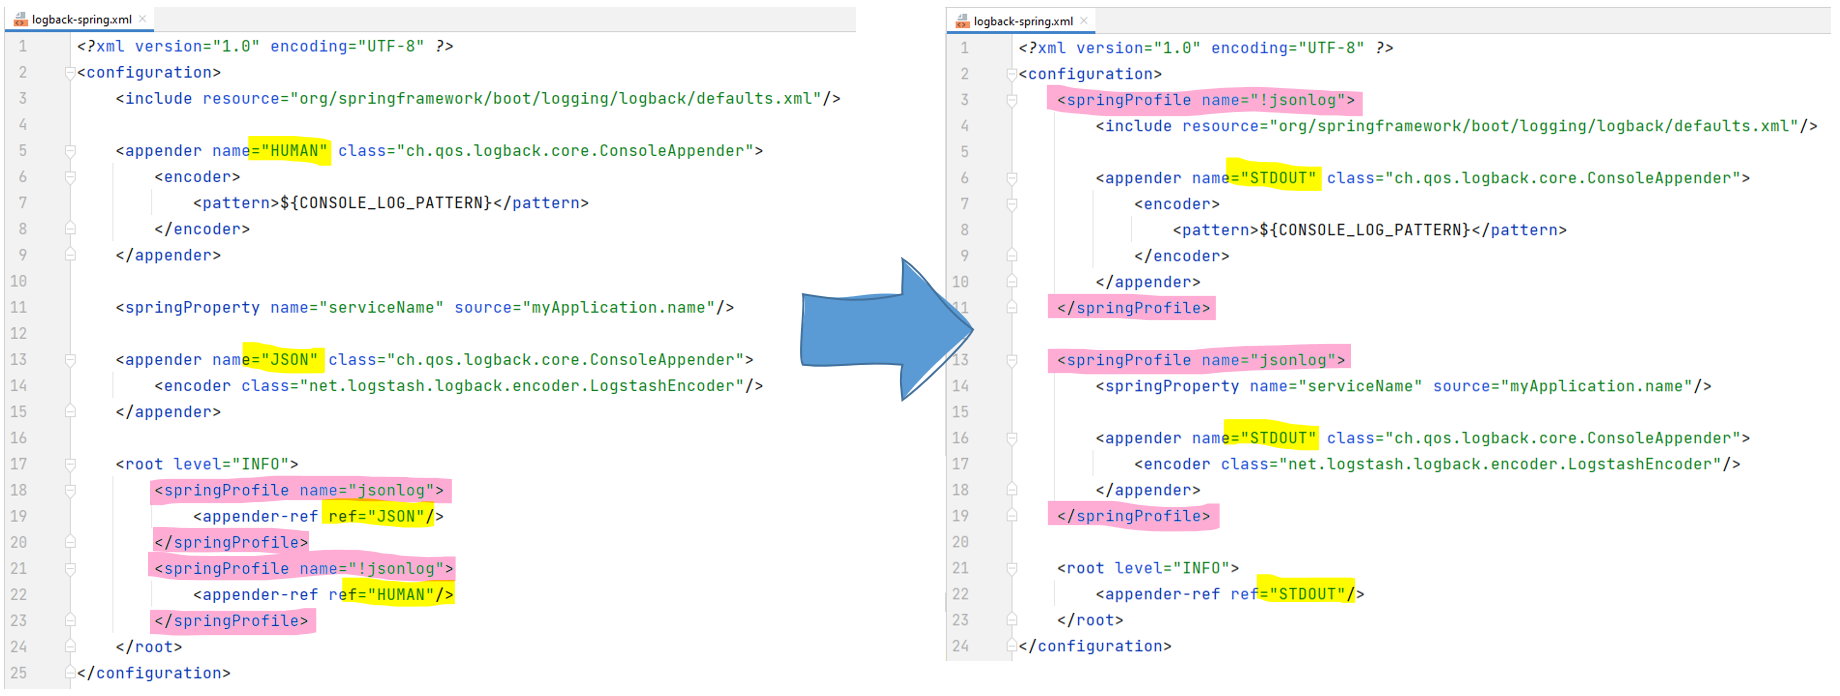 logback-spring.xml
1 <?xml version="1.0" encoding="UTF-8" ?>
2 <configuration>
3 <include resource="org/springframework/boot/logging/logback/defaults.xml"/>
4
5 <appender name="HUMAN" class="ch.qos.logback.core.ConsoleAppender">
6 <encoder>
7 <pattern>${CONSOLE_LOG_PATTERN}</pattern>
8 </encoder>
9 </appender>
10
11 <springProperty name="serviceName" source="myApplication.name"/>
12
13 <appender name="JSON" class="ch.qos.logback.core.ConsoleAppender">
14 <encoder class="net.logstash.logback.encoder.LogstashEncoder"/>
15 </appender>
16
17 <root level="INFO">
18 <springProfile name="jsonlog">
19 <appender-ref ref="JSON"/>
20 </springProfile>
21 <springProfile name="!jsonlog">
22 <appender-ref ref="HUMAN"/>
23 </springProfile>
24 </root>
25 </configuration>
logback-spring.xml
1 <?xml version="1.0" encoding="UTF-8" ?>
2 <configuration>
3 <springProfile name="!jsonlog">
4 <include resource="org/springframework/boot/logging/logback/defaults.xml"/>
5
6 <appender name="STDOUT" class="ch.qos.logback.core.ConsoleAppender">
7 <encoder>
8 <pattern>${CONSOLE_LOG_PATTERN}</pattern>
9 </encoder>
10 </appender>
11 </springProfile>
13 <springProfile name="jsonlog">
14 <springProperty name="serviceName" source="myApplication.name"/>
15
16 <appender name="STDOUT" class="ch.qos.logback.core.ConsoleAppender">
17 <encoder class="net.logstash.logback.encoder.LogstashEncoder"/>
18 </appender>
19 </springProfile>
20
21 <root level="INFO">
22 <appender-ref ref="STDOUT"/>
23 </root>
24 </configuration>